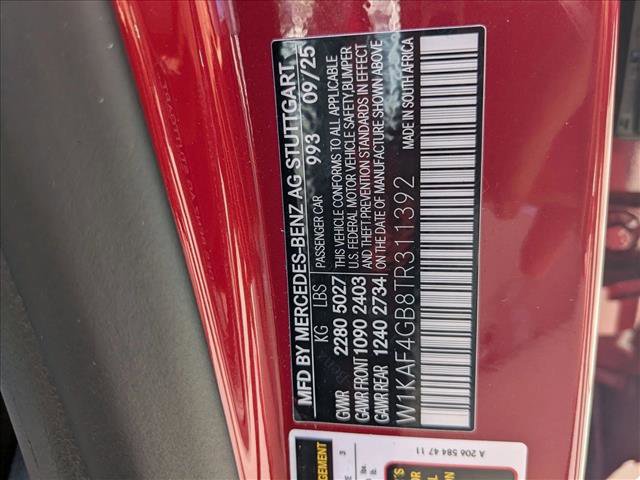 MFD BY MERCEDES-BENZ AG STUTTGART
993 09/25
KG LBS PASSENGER CAR
GWWR 2280 5027
GAWR FRONT 1090 2403
GAWR REAR 1240 2734
THIS VEHICLE CONFORMS TO ALL APPLICABLE
U.S. FEDERAL MOTOR VEHICLE SAFETY, BUMPER
AND THEFT PREVENTION STANDARDS IN EFFECT
ON THE DATE OF MANUFACTURE SHOWN ABOVE
MADE IN SOUTH AFRICA
W1KAF4GB8TR311392
A 206 584 47 11
3